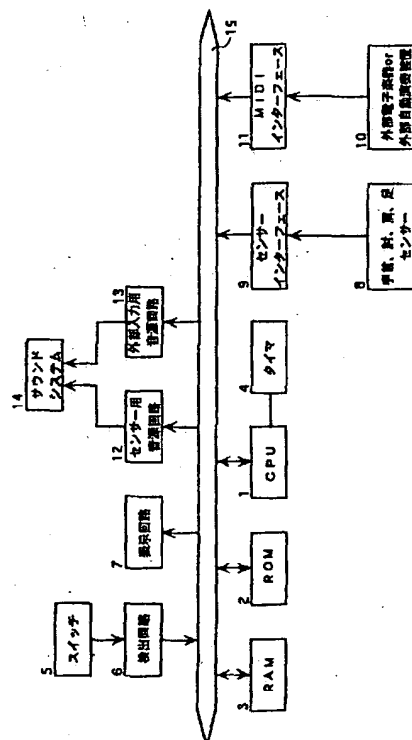 5
スイッチ
6
検出回路
7
表示回路
14
サウンド
システム
12
センサー用
音源回路
13
外部入力用
音源回路
15
3
RAM
2
ROM
1
CPU
4
タイマ
9
センサー
インターフェース
8
手首、肘、肩、足
センサー
11
MIDI
インターフェース
10
外部電子楽器or
外部自動演奏装置